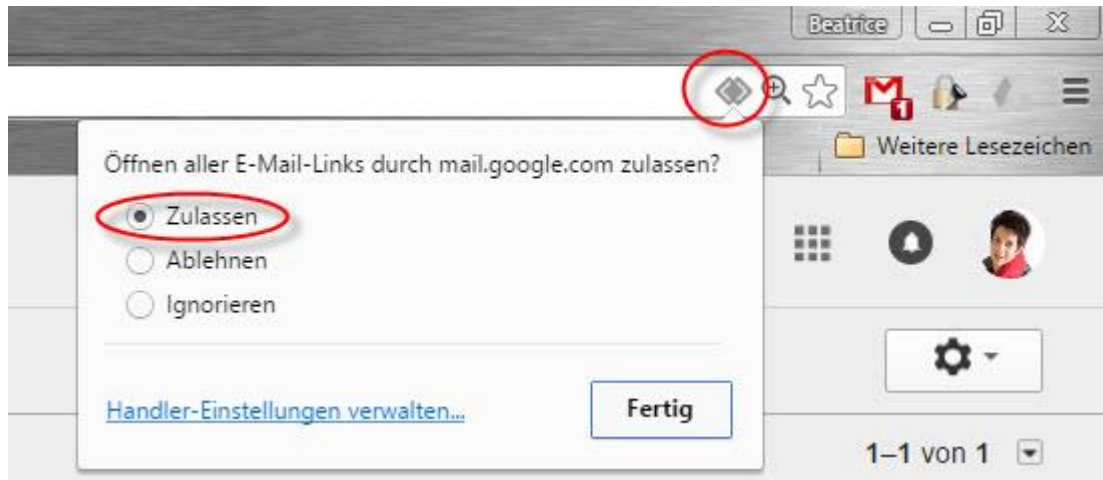 Beatrice
1
Weitere Lesezeichen
Öffnen aller E-Mail-Links durch mail.google.com zulassen?
Zulassen
Ablehnen
Ignorieren
Handler-Einstellungen verwalten...
Fertig
1–1 von 1